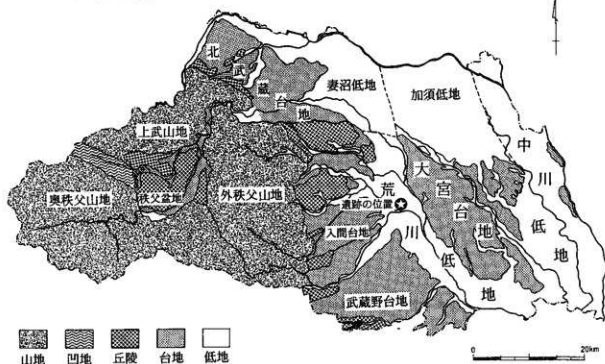 北武蔵台地
妻沼低地
加須低地
中川低地
上武山地
大宮台地
奥秩父山地
秩父盆地
外秩父山地
荒川低地
遺跡の位置
入間台地
武蔵野台地
山地 凹地 丘陵 台地 低地
0 20km